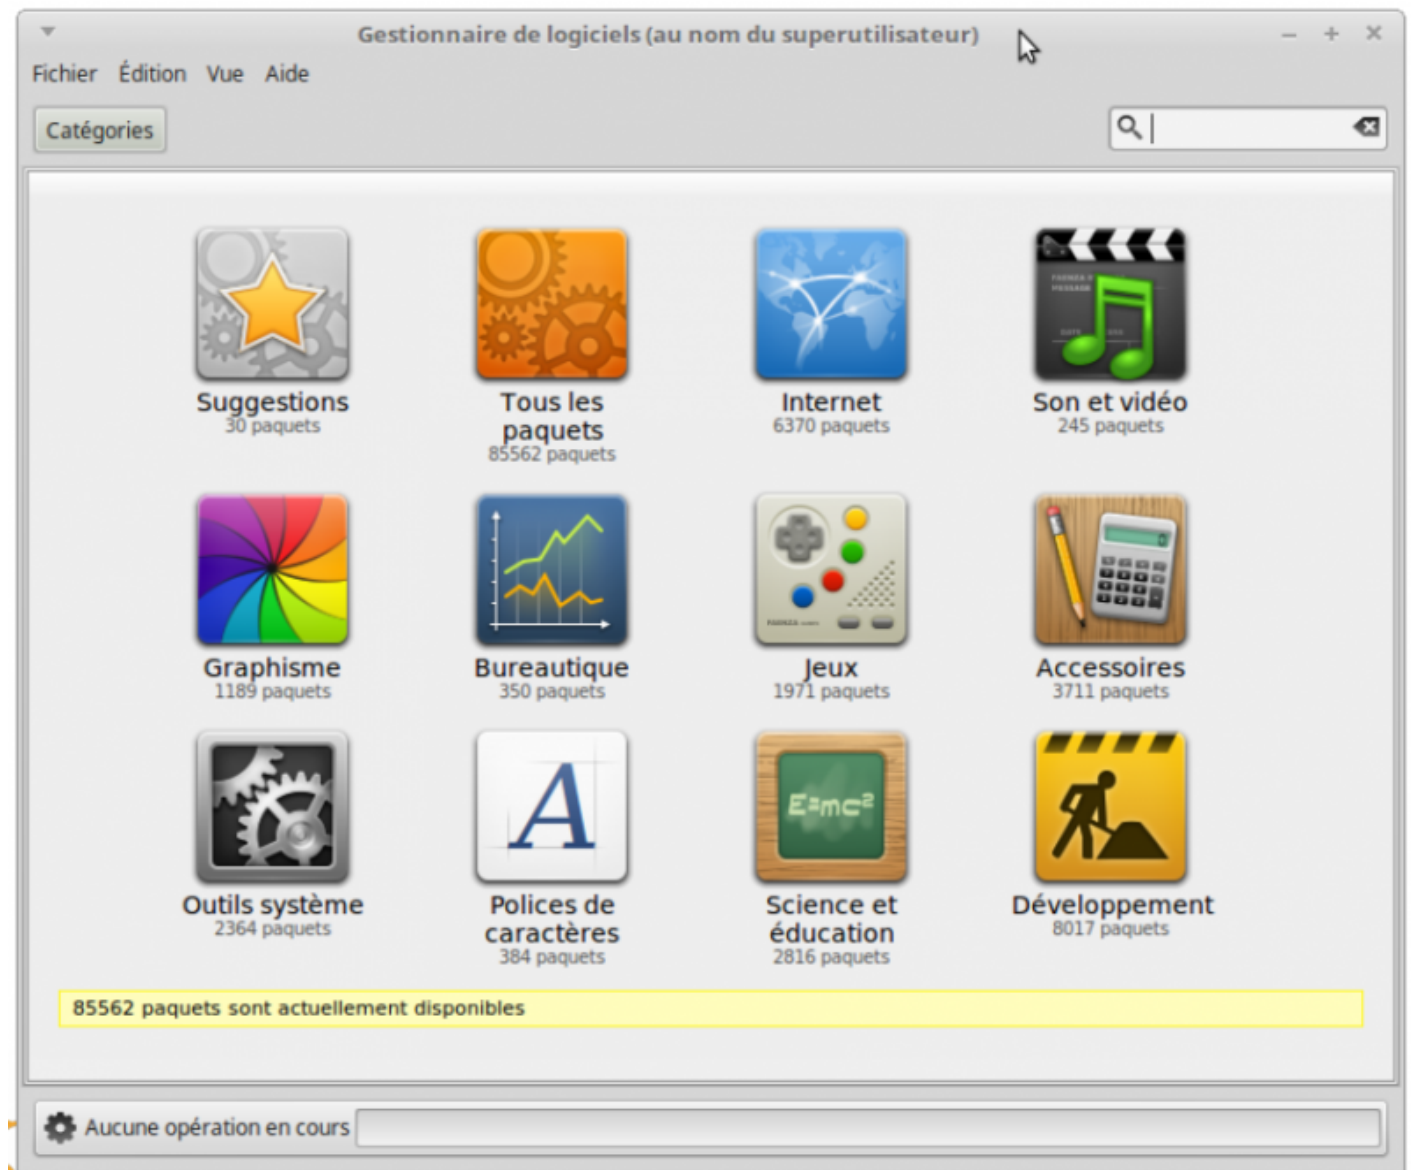 Gestionnaire de logiciels (au nom du superutilisateur)
Fichier Édition Vue Aide
Catégories
Suggestions
30 paquets
Tous les
paquets
85562 paquets
Internet
6370 paquets
Son et vidéo
245 paquets
Graphisme
1189 paquets
Bureautique
350 paquets
Jeux
1971 paquets
Accessoires
3711 paquets
Outils système
2364 paquets
Polices de
caractères
384 paquets
E=mc²
Science et
éducation
2816 paquets
Développement
8017 paquets
85562 paquets sont actuellement disponibles
Aucune opération en cours